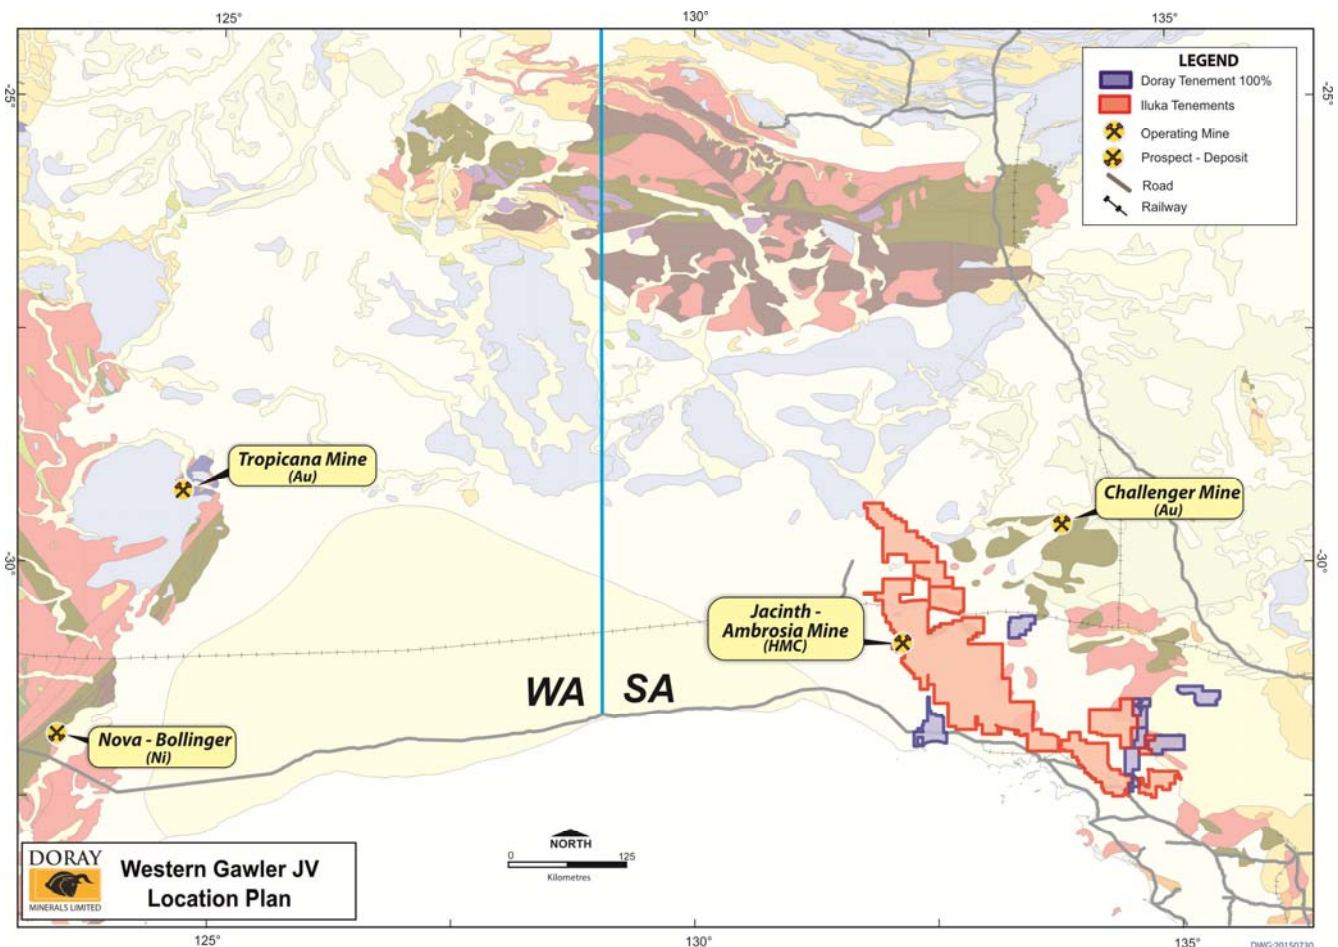 125°
130°
135°
-25°
-25°
LEGEND
Doray Tenement 100%
Iluka Tenements
Operating Mine
Prospect - Deposit
Road
Railway
Tropicana Mine
(Au)
Challenger Mine
(Au)
-30°
-30°
Jacinth -
Ambrosia Mine
(HMC)
WA SA
Nova - Bollinger
(Ni)
NORTH
0 125
Kilometres
DORAY
MINERALS LIMITED
Western Gawler JV
Location Plan
125°
130°
135°
DWG:20150730